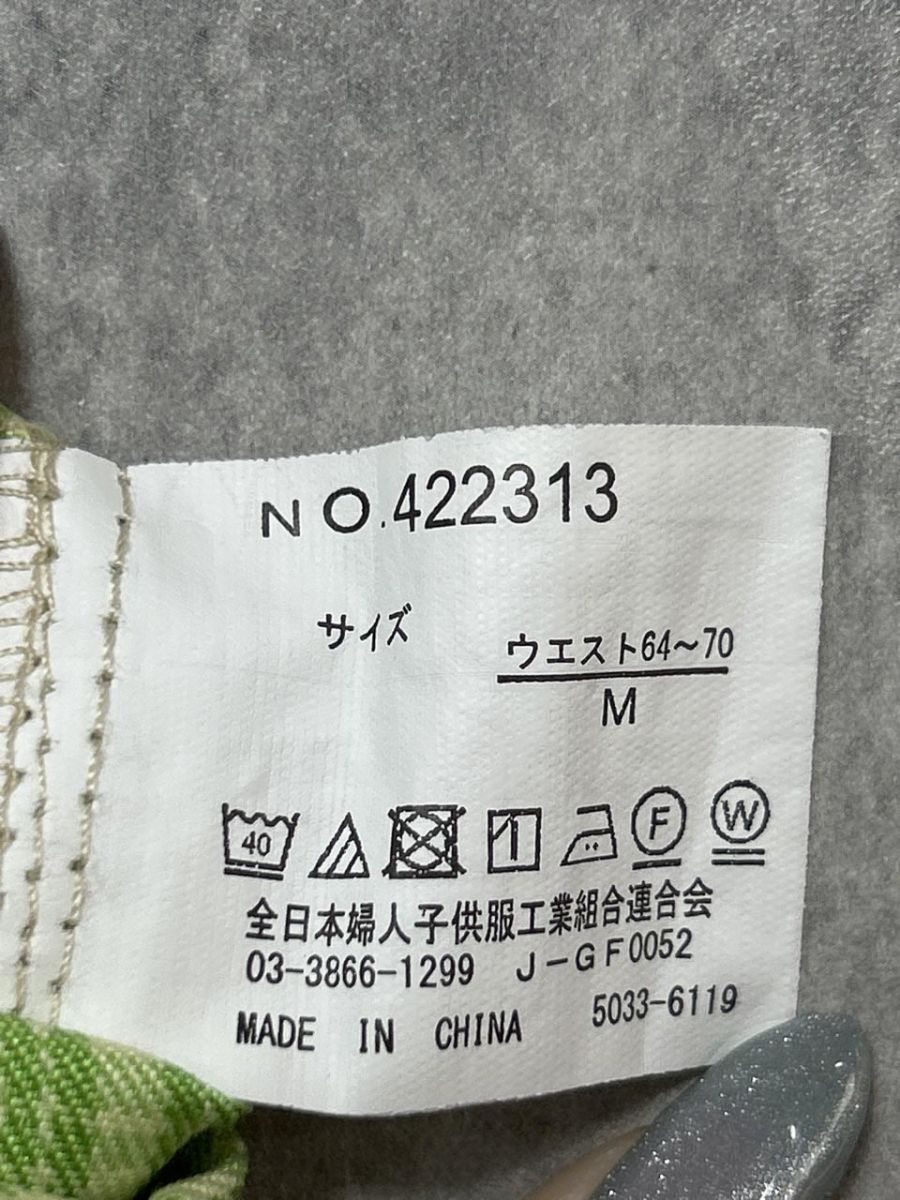 NO.422313
サイズ
ウエスト64〜70
M
40
F W
全日本婦人子供服工業組合連合会
03-3866-1299 J-GF0052
MADE IN CHINA 5033-6119